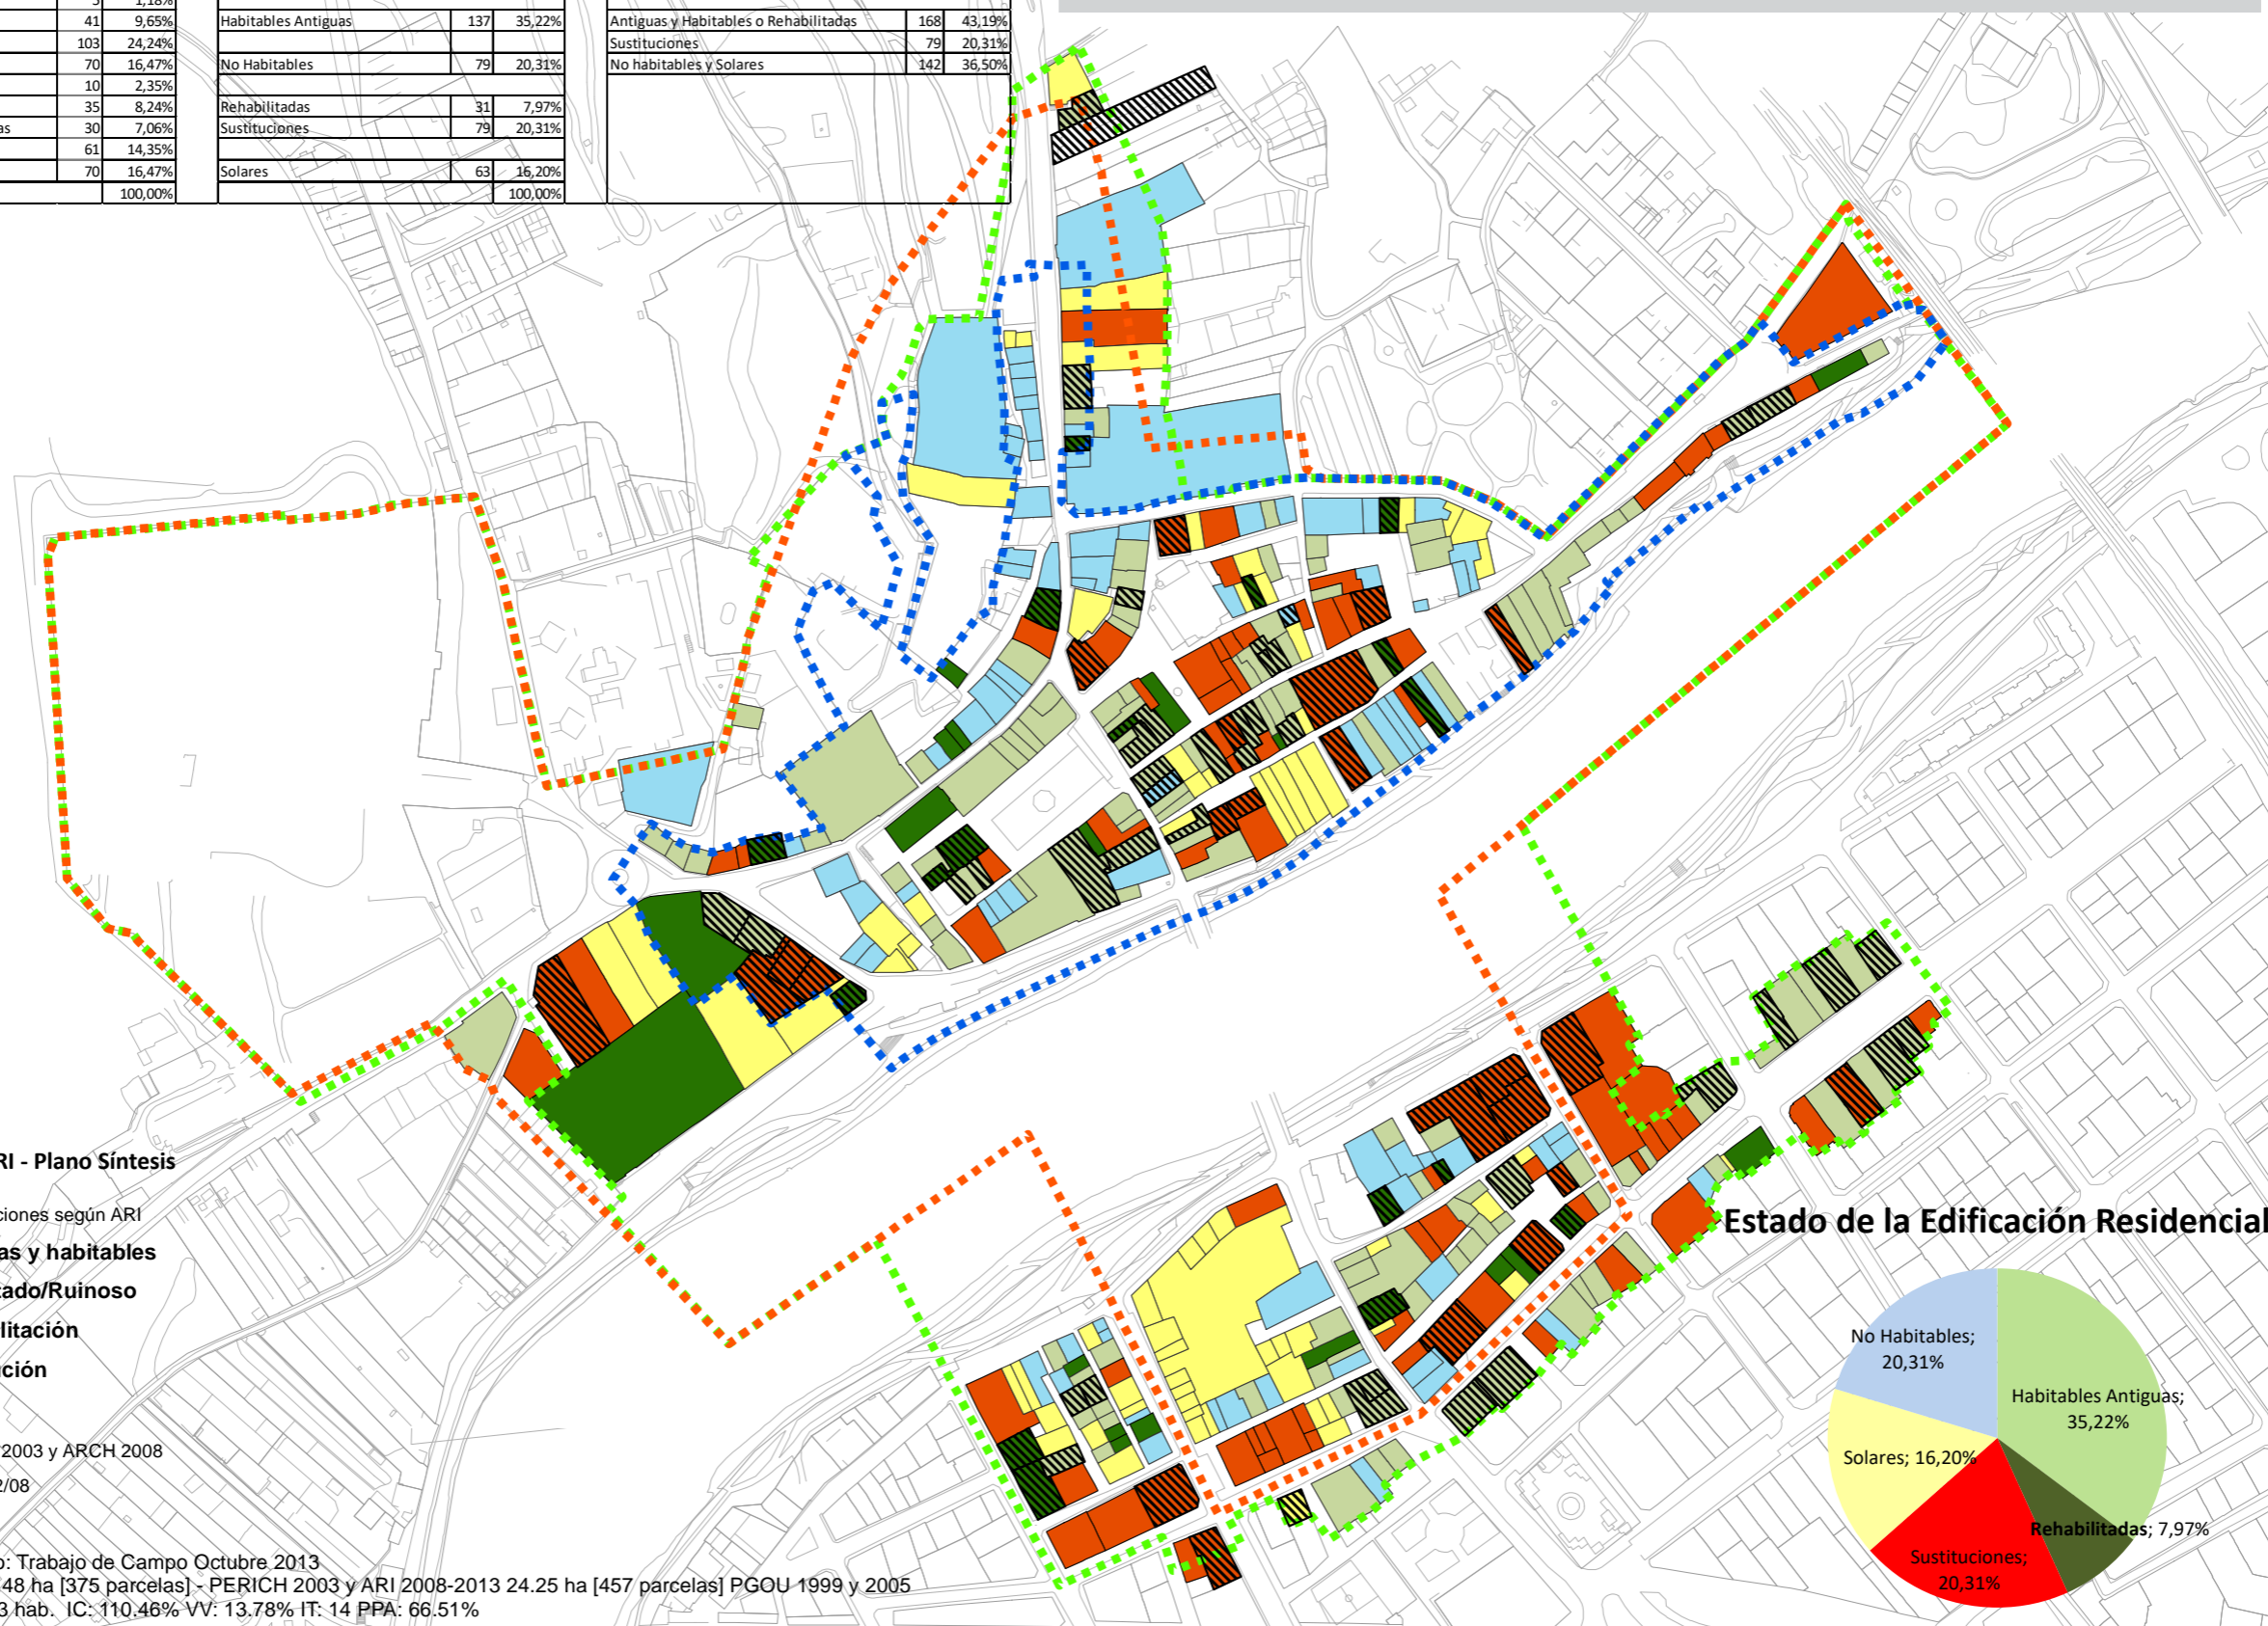 5 1,18%
41 9,65% Habitables Antiguas 137 35,22% Antiguas y Habitables o Rehabilitadas 168 43,19%
103 24,24% Sustituciones 79 20,31%
70 16,47% No Habitables 79 20,31% No habitables y Solares 142 36,50%
10 2,35%
35 8,24% Rehabilitadas 31 7,97%
as 30 7,06% Sustituciones 79 20,31%
61 14,35%
70 16,47% Solares 63 16,20%
100,00% 100,00%
RI - Plano Síntesis
ciones según ARI
as y habitables
tado/Ruinoso
litación
ción
2003 y ARCH 2008
2/08
Estado de la Edificación Residencial
No Habitables;
20,31%
Habitables Antiguas;
35,22%
Solares; 16,20%
Rehabilitadas; 7,97%
Sustituciones;
20,31%
o: Trabajo de Campo Octubre 2013
48 ha [375 parcelas] - PERICH 2003 y ARI 2008-2013 24.25 ha [457 parcelas] PGOU 1999 y 2005
3 hab. IC: 110.46% VV: 13.78% IT: 14 PPA: 66.51%